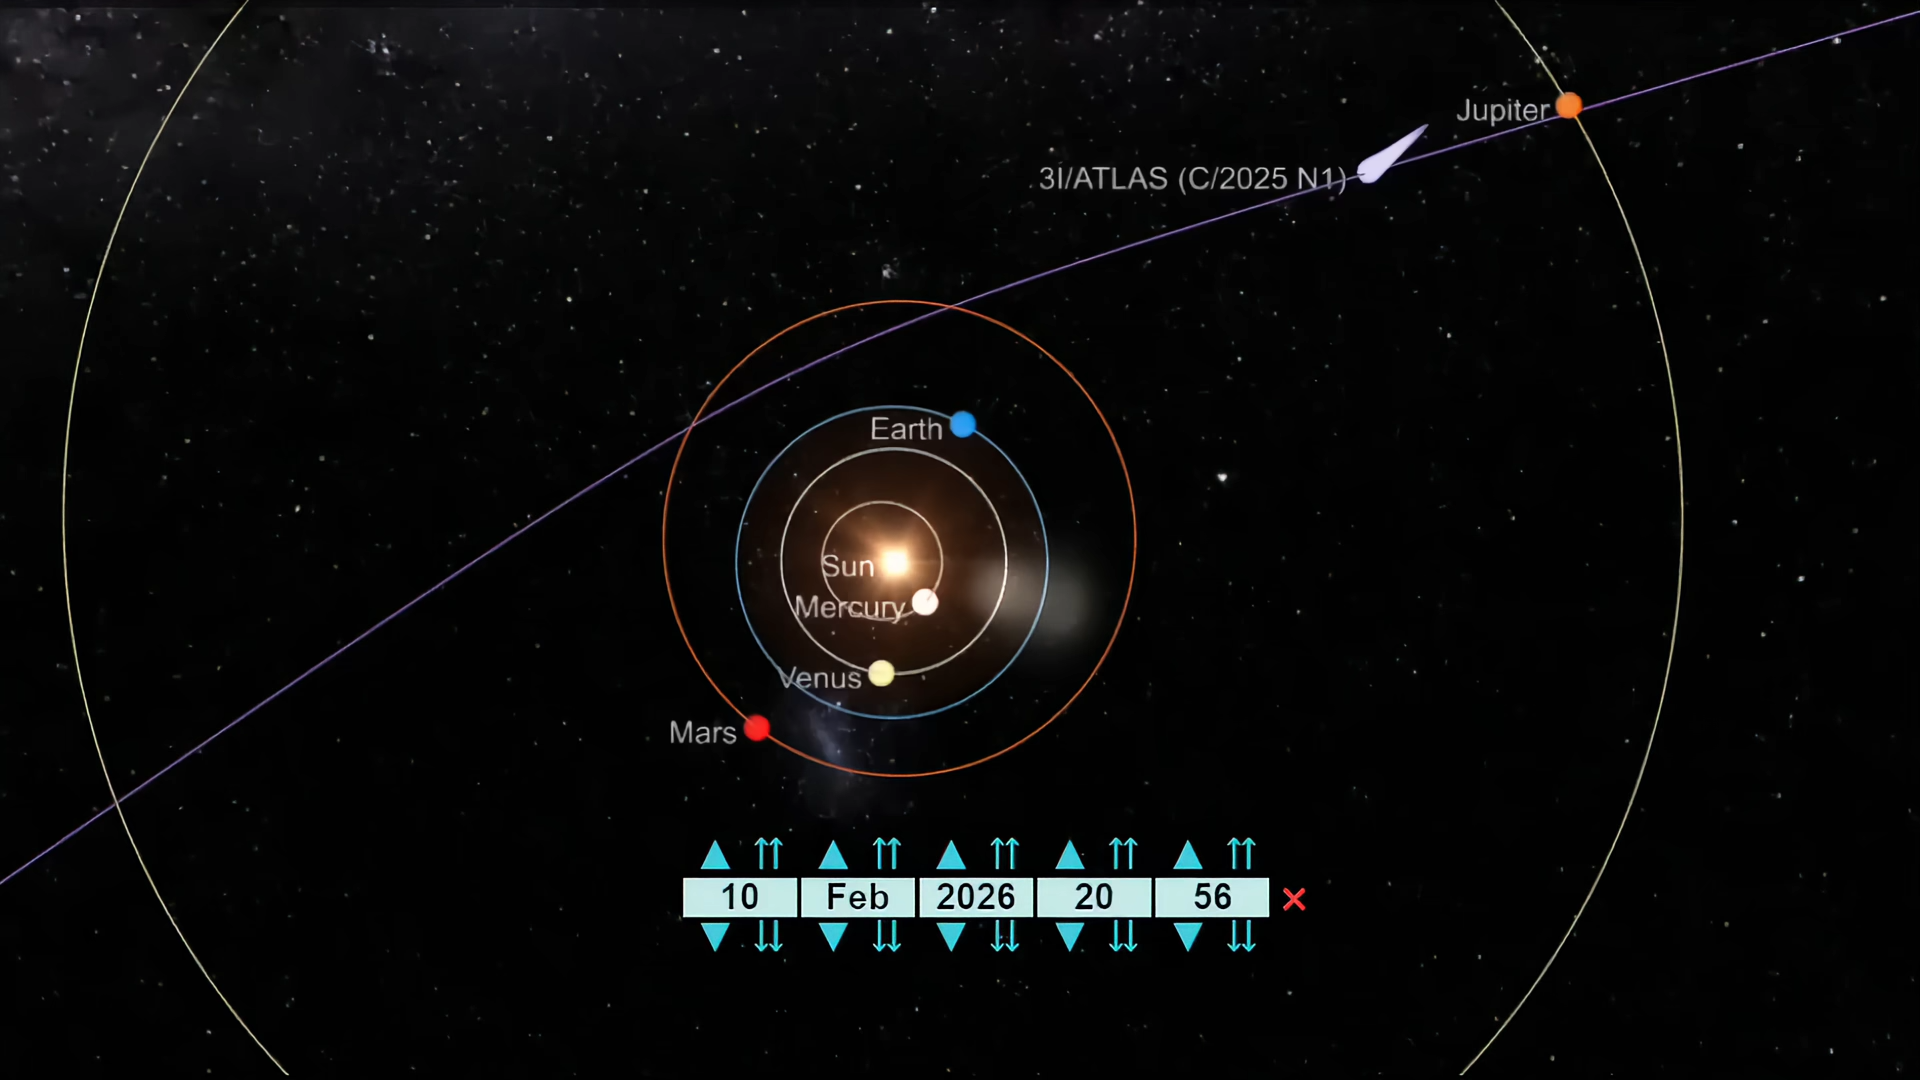 Jupiter
3I/ATLAS (C/2025 N1)
Earth
Sun
Mercury
Venus
Mars
10 Feb 2026 20 56